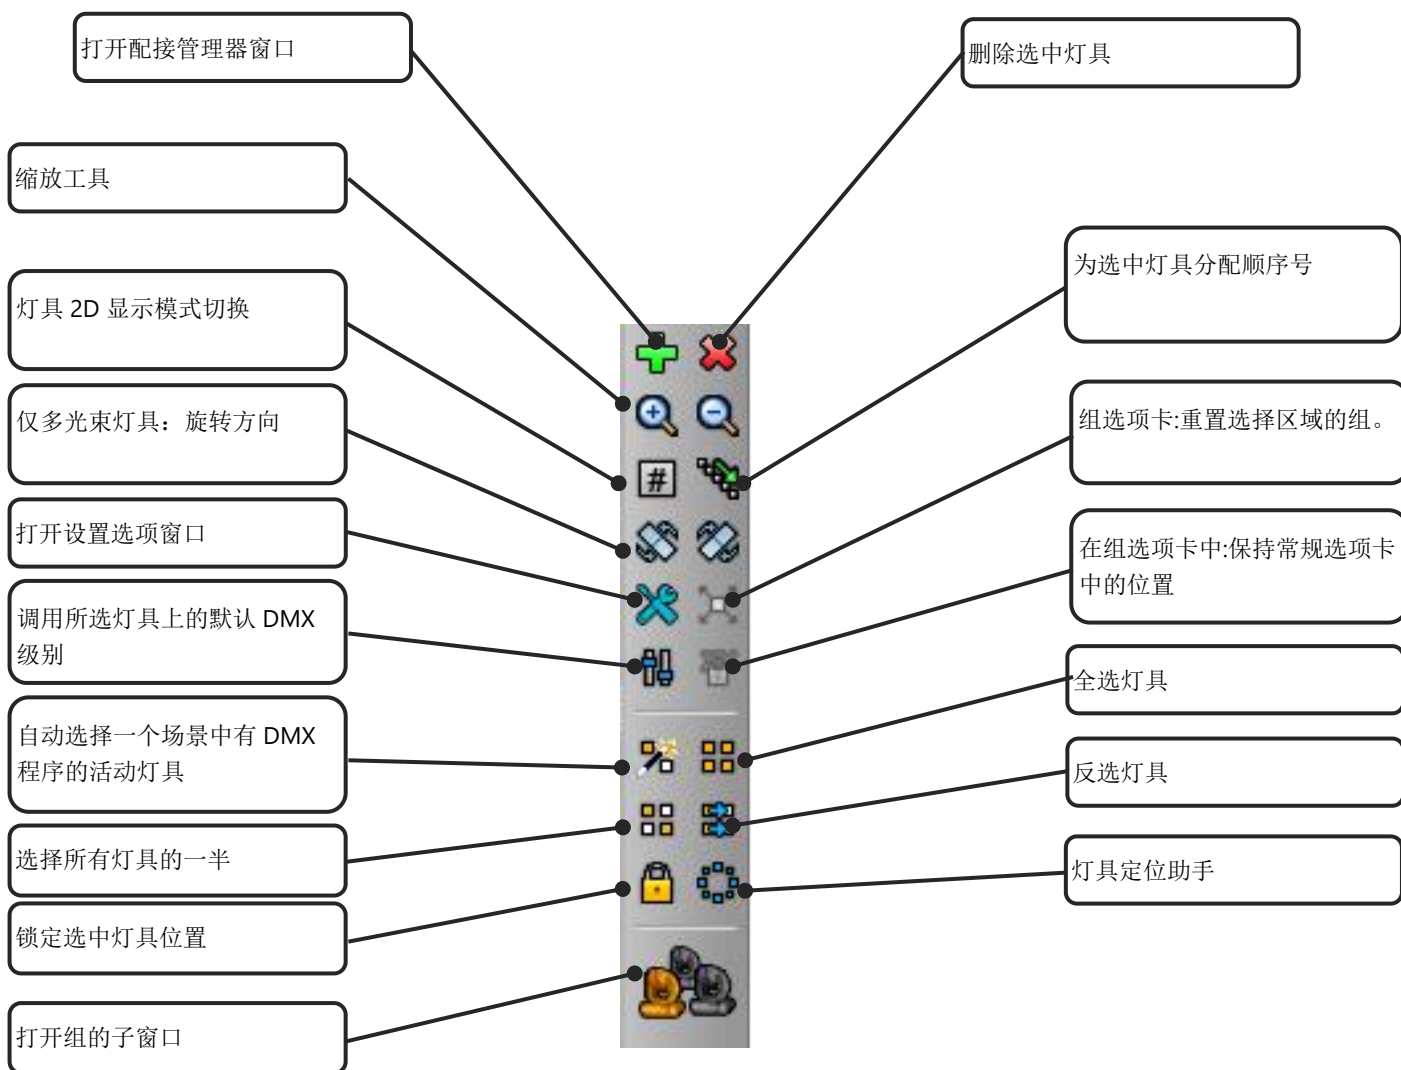 打开配接管理器窗口
删除选中灯具
缩放工具
为选中灯具分配顺序号
灯具 2D 显示模式切换
组选项卡:重置选择区域的组。
仅多光束灯具：旋转方向
打开设置选项窗口
在组选项卡中:保持常规选项卡
中的位置
调用所选灯具上的默认 DMX
级别
全选灯具
自动选择一个场景中有 DMX
程序的活动灯具
反选灯具
选择所有灯具的一半
灯具定位助手
锁定选中灯具位置
打开组的子窗口
#